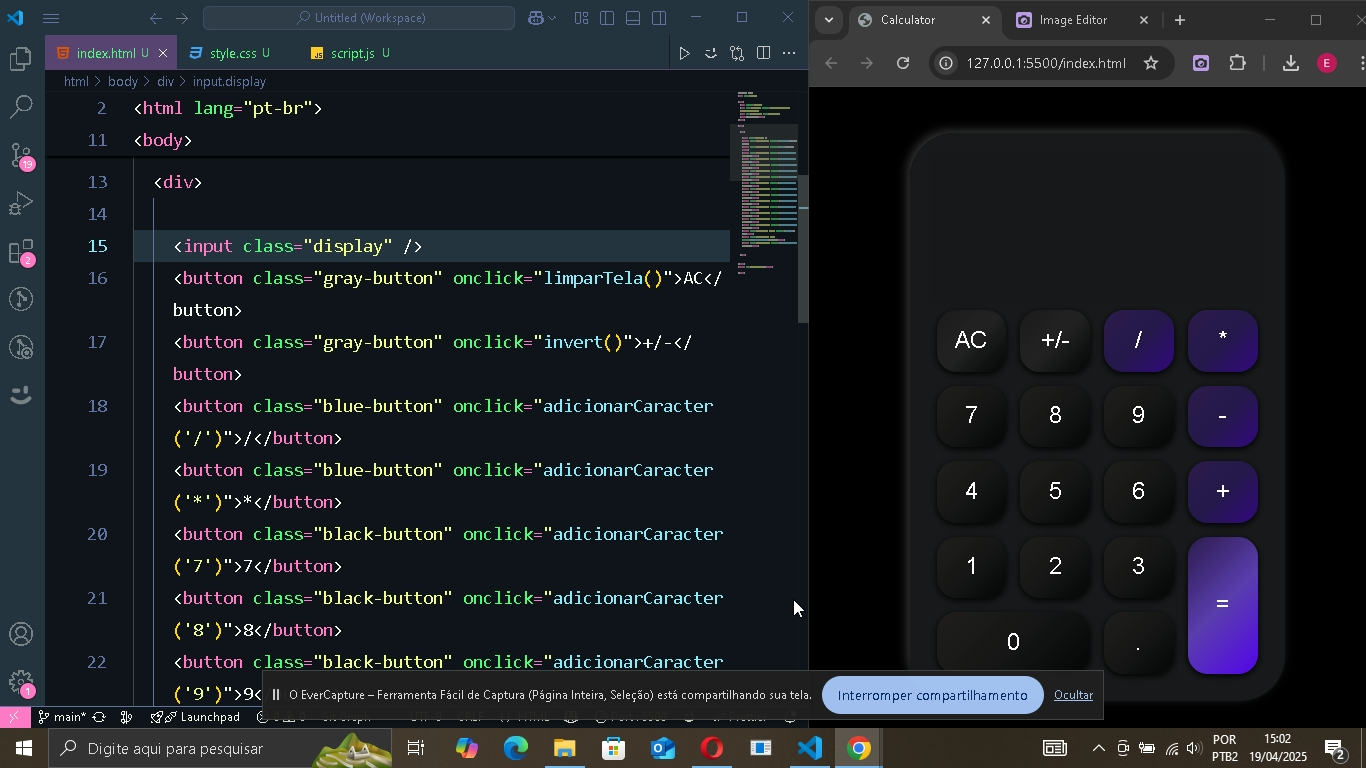 Untitled (Workspace)
index.html U
style.css U
JS script.js U
html > body > div > input.display
2 <html lang="pt-br">
11 <body>
13 <div>
14
15 <input class="display" />
16 <button class="gray-button" onclick="limparTela()">AC</
button>
17 <button class="gray-button" onclick="invert()">+/-</
button>
18 <button class="blue-button" onclick="adicionarCaracter
('/')">/</button>
19 <button class="blue-button" onclick="adicionarCaracter
('*')">*</button>
20 <button class="black-button" onclick="adicionarCaracter
('7')">7</button>
21 <button class="black-button" onclick="adicionarCaracter
('8')">8</button>
22 <button class="black-button" onclick="adicionarCaracter
('9')">9<
19
2
1
main*
Launchpad
Calculator
Image Editor
127.0.0.1:5500/index.html
E
AC +/- / *
7 8 9 -
4 5 6 +
1 2 3 =
0 .
O EverCapture – Ferramenta Fácil de Captura (Página Inteira, Seleção) está compartilhando sua tela.
Interromper compartilhamento
Ocultar
Digite aqui para pesquisar
POR
PTB2
15:02
19/04/2025
2